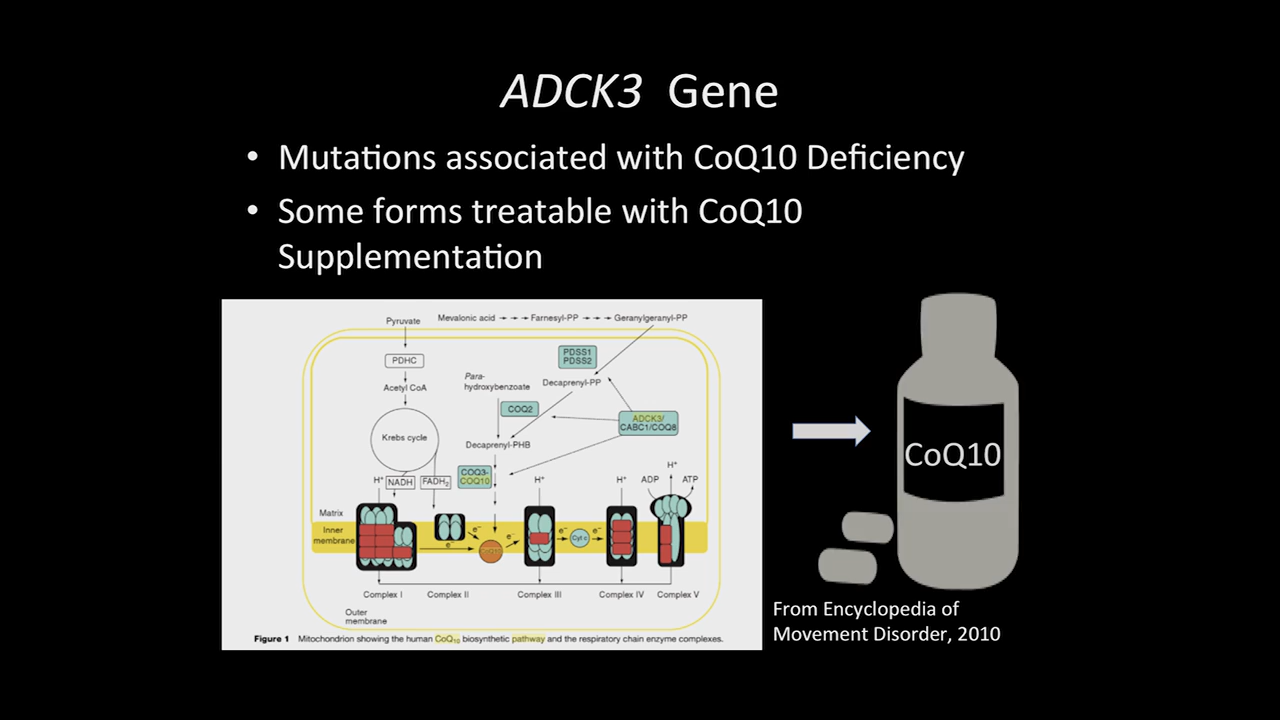 ADCK3 Gene
• Mutations associated with CoQ10 Deficiency
• Some forms treatable with CoQ10
Supplementation
Pyruvate
Mevalonic acid → → → Farnesyl-PP → → → Geranylgeranyl-PP
PDHC
PDSS1
PDSS2
Acetyl CoA
Para-
hydroxybenzoate
Decaprenyl-PP
COQ2
ADCK3/
CABC1/COQ8
Krebs cycle
Decaprenyl-PHB
COQ3-
COQ10
H⁺
NADH
FADH₂
H⁺
H⁺
ADP
H⁺
ATP
Matrix
Inner
membrane
e⁻
e⁻
CoQ10
e⁻
e⁻
Cyt c
e⁻
Complex I
Complex II
Complex III
Complex IV
Complex V
Outer
membrane
Figure 1 Mitochondrion showing the human CoQ₁₀ biosynthetic pathway and the respiratory chain enzyme complexes.
CoQ10
From Encyclopedia of
Movement Disorder, 2010